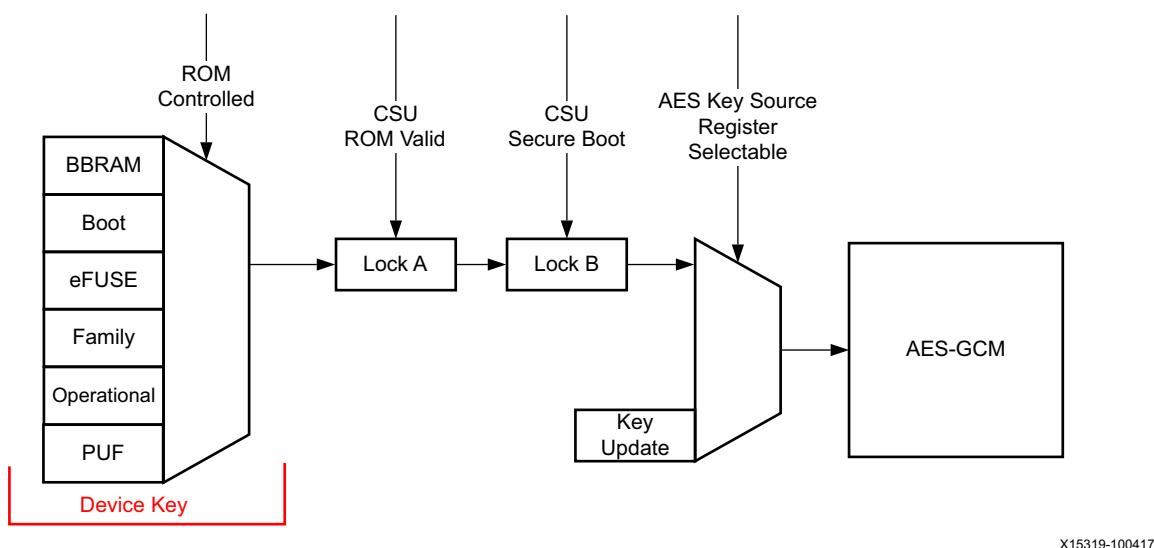 ROM
Controlled
CSU
ROM Valid
CSU
Secure Boot
AES Key Source
Register
Selectable
BBRAM
Boot
eFUSE
Family
Operational
PUF
Device Key
Lock A
Lock B
Key
Update
AES-GCM
X15319-100417